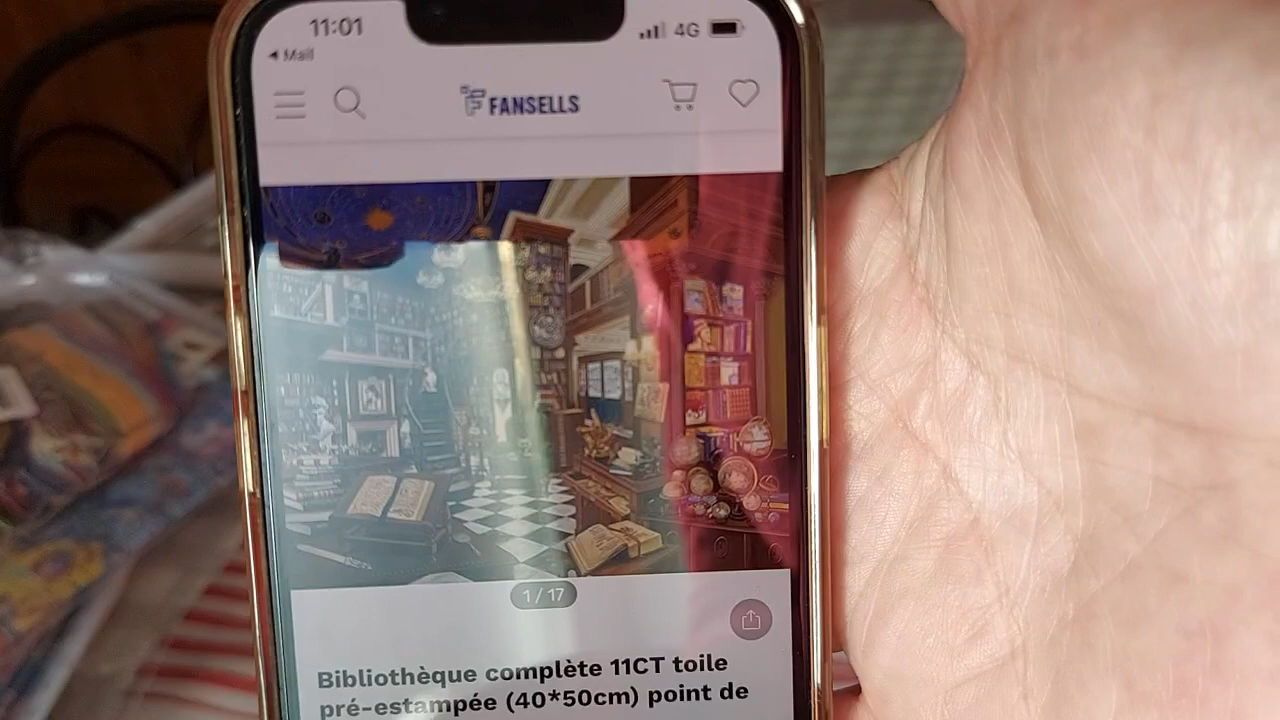 11:01
4G
Mail
FANSELLS
1 / 17
Bibliothèque complète 11CT toile
pré-estampée (40*50cm) point de